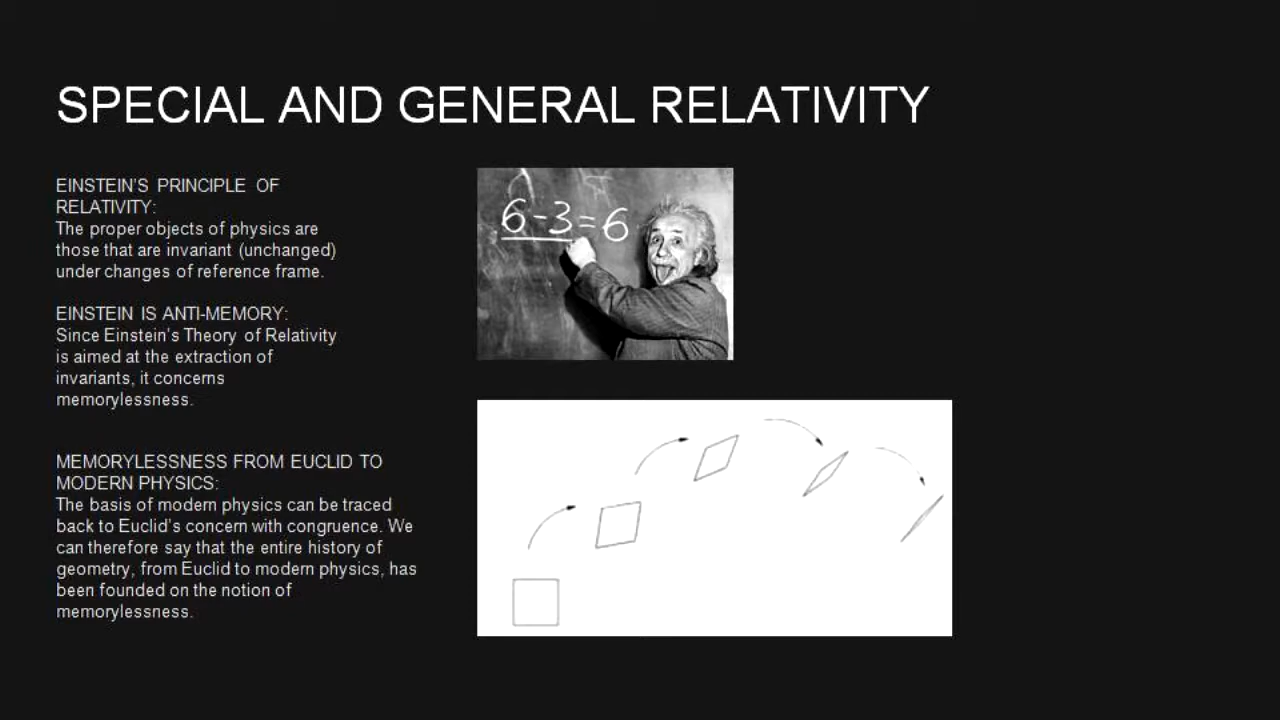 SPECIAL AND GENERAL RELATIVITY
EINSTEIN'S PRINCIPLE OF
RELATIVITY:
The proper objects of physics are
those that are invariant (unchanged)
under changes of reference frame.
EINSTEIN IS ANTI-MEMORY:
Since Einstein's Theory of Relativity
is aimed at the extraction of
invariants, it concerns
memorylessness.
MEMORYLESSNESS FROM EUCLID TO
MODERN PHYSICS:
The basis of modern physics can be traced
back to Euclid's concern with congruence. We
can therefore say that the entire history of
geometry, from Euclid to modern physics, has
been founded on the notion of
memorylessness.
6-3=6